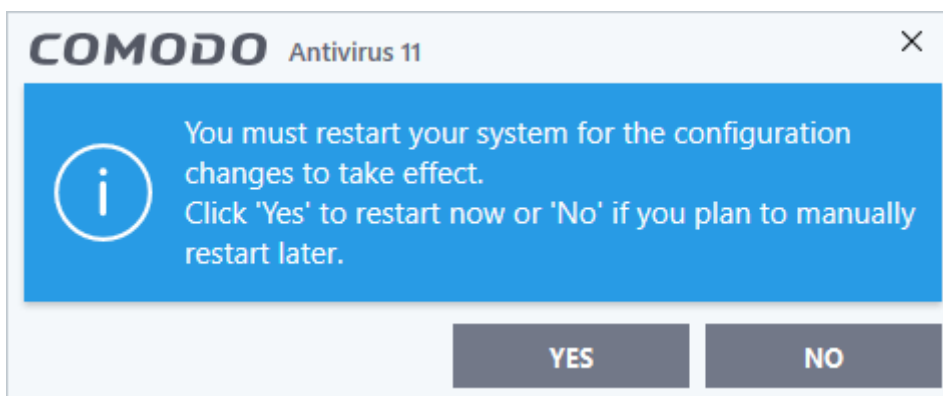 COMODO Antivirus 11
You must restart your system for the configuration
changes to take effect.
Click 'Yes' to restart now or 'No' if you plan to manually
restart later.
YES NO